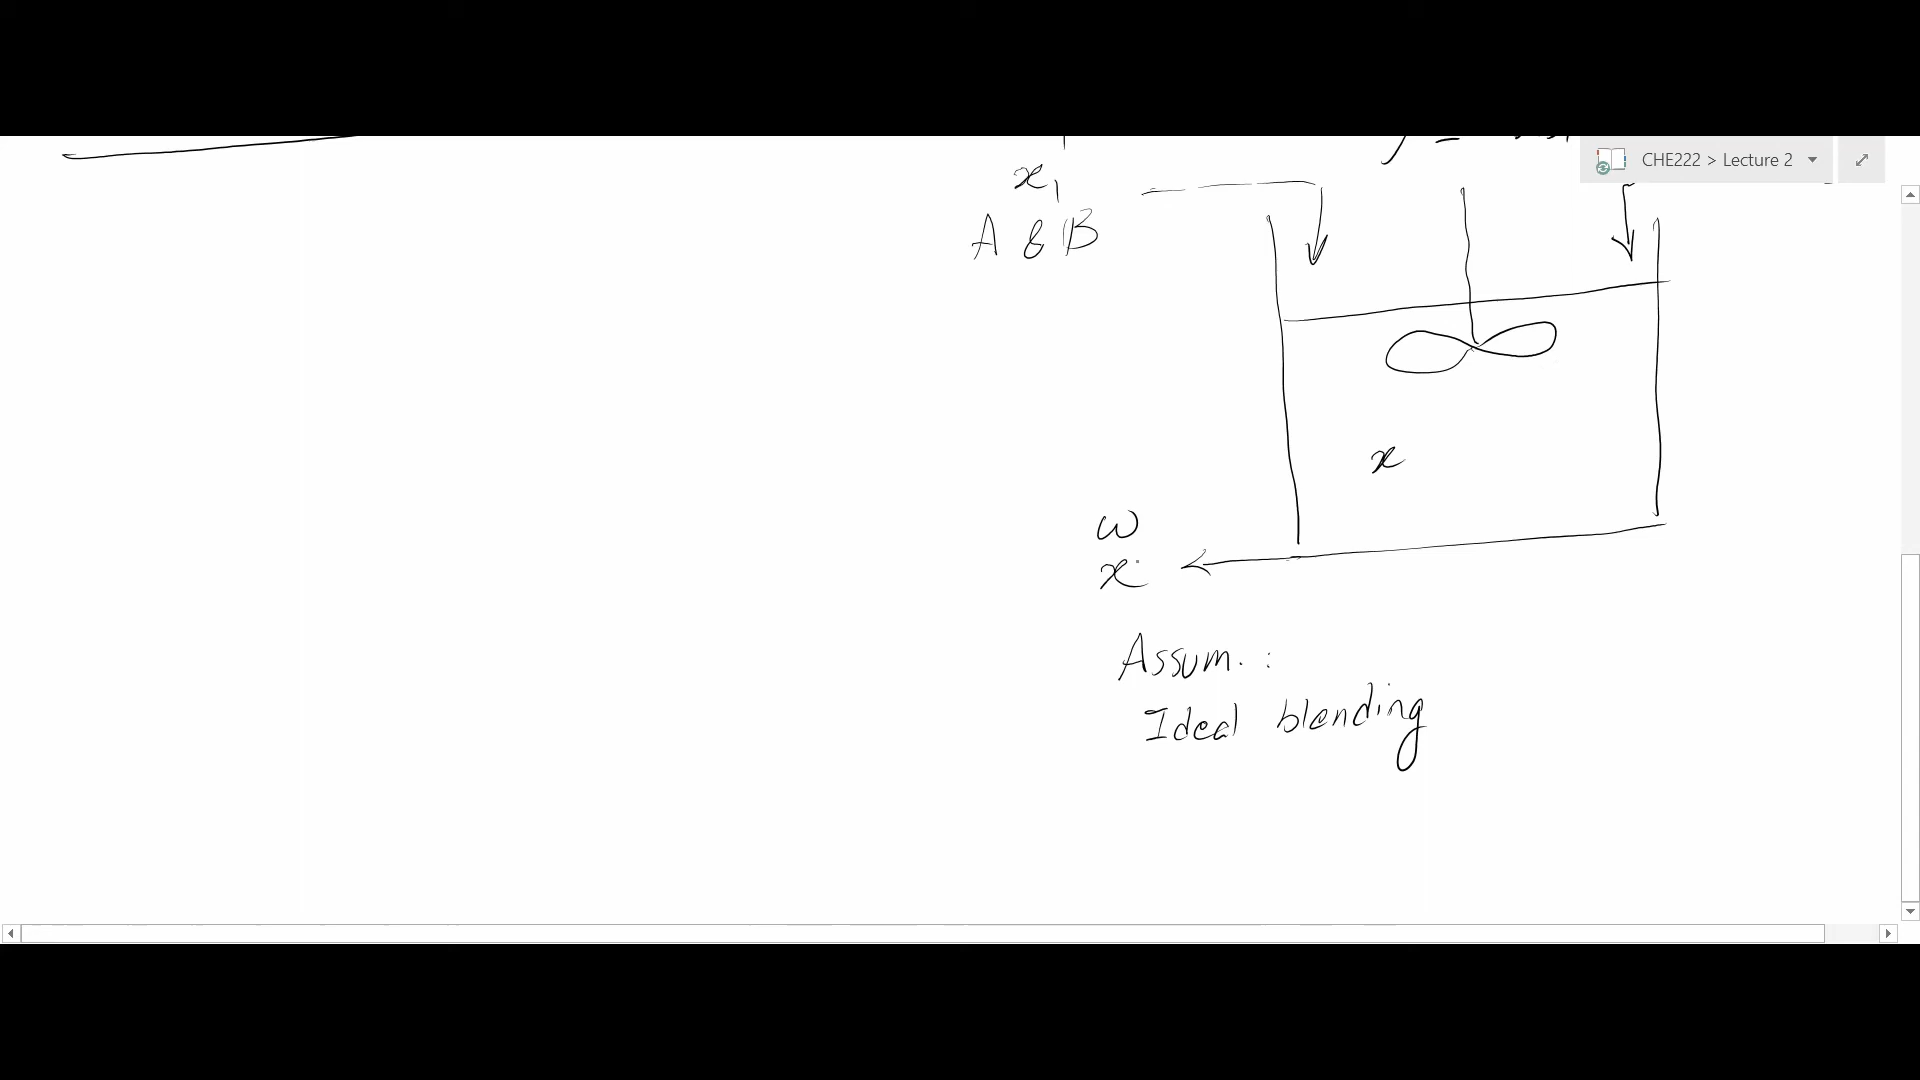 CHE222 > Lecture 2
x₁
A & B
x
ω
x
Assum. :
Ideal blending